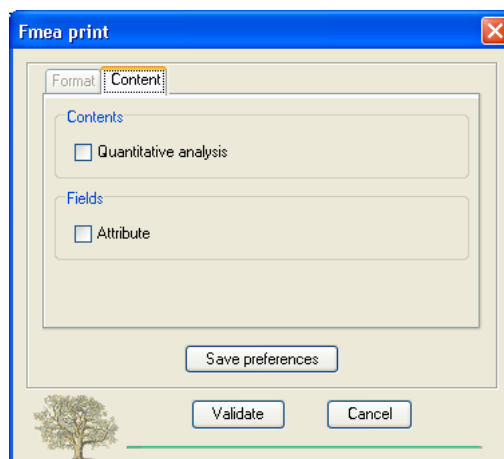 Fmea print
Format Content
Contents
Quantitative analysis
Fields
Attribute
Save preferences
Validate Cancel